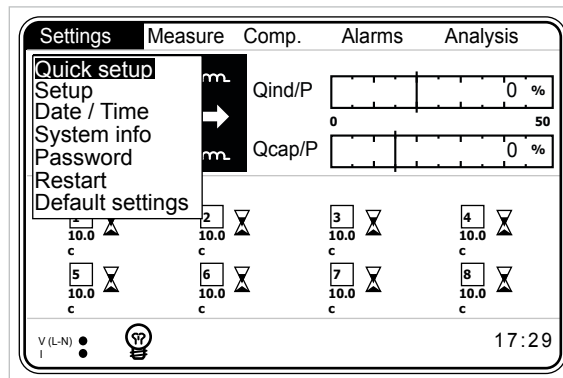 Settings Measure Comp. Alarms Analysis
Quick setup
Setup
Date / Time
System info
Password
Restart
Default settings
Qind/P 0 %
0 50
Qcap/P 0 %
1 2 3 4
10.0 10.0 10.0 10.0
c c c c
5 6 7 8
10.0 10.0 10.0 10.0
c c c c
V (L-N)
I
17:29